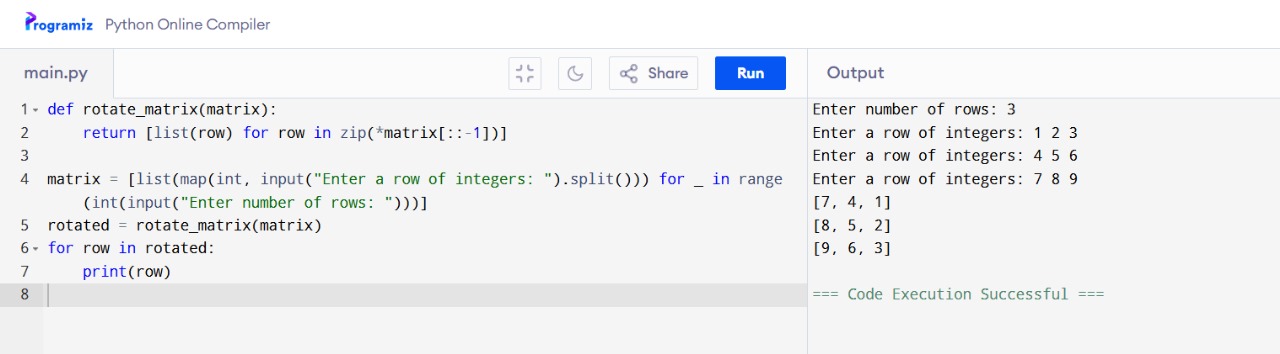 Programiz Python Online Compiler
main.py
Share
Run
Output
1 def rotate_matrix(matrix):
2     return [list(row) for row in zip(*matrix[::-1])]
3
4 matrix = [list(map(int, input("Enter a row of integers: ").split())) for _ in range
    (int(input("Enter number of rows: ")))]
5 rotated = rotate_matrix(matrix)
6 for row in rotated:
7     print(row)
8
Enter number of rows: 3
Enter a row of integers: 1 2 3
Enter a row of integers: 4 5 6
Enter a row of integers: 7 8 9
[7, 4, 1]
[8, 5, 2]
[9, 6, 3]
=== Code Execution Successful ===